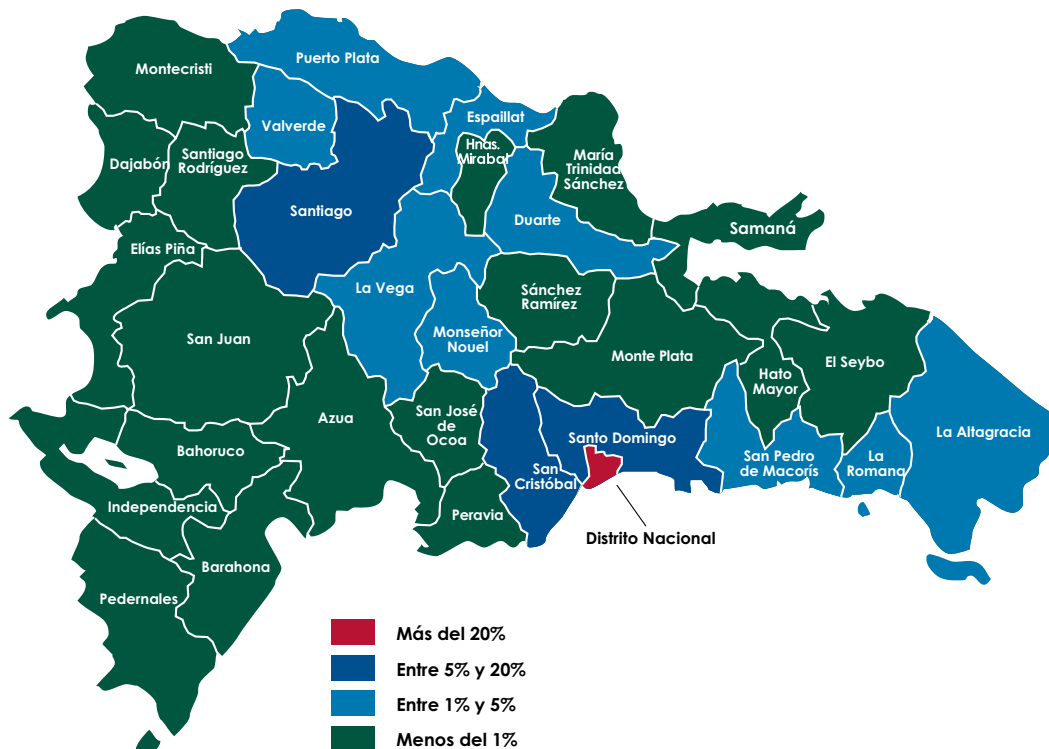 Puerto Plata
Montecristi
Espaillat
Valverde
Hnas.
Mirabal
Dajabón
Santiago
Rodríguez
María
Trinidad
Sánchez
Santiago
Duarte
Samaná
Elías Piña
La Vega
Sánchez
Ramírez
San Juan
Monseñor
Nouel
Monte Plata
Hato
Mayor
El Seybo
Azua
San José
de
Ocoa
La Altagracia
Bahoruco
Santo Domingo
San
Cristóbal
San Pedro
de Macorís
La
Romana
Independencia
Peravia
Distrito Nacional
Barahona
Pedernales
Más del 20%
Entre 5% y 20%
Entre 1% y 5%
Menos del 1%